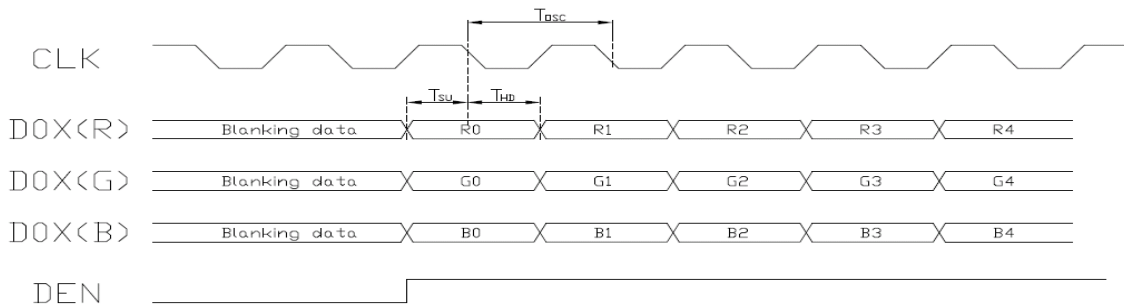 Tosc
CLK
Tsu THD
DOX(R) Blanking data R0 R1 R2 R3 R4
DOX(G) Blanking data G0 G1 G2 G3 G4
DOX(B) Blanking data B0 B1 B2 B3 B4
DEN